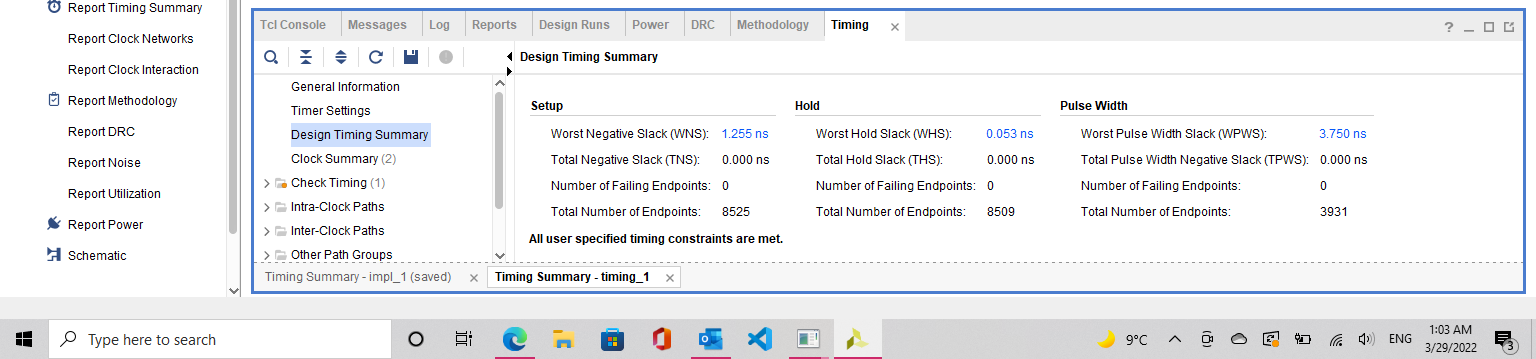 Report Timing Summary
Report Clock Networks
Report Clock Interaction
Report Methodology
Report DRC
Report Noise
Report Utilization
Report Power
Schematic
Tcl Console Messages Log Reports Design Runs Power DRC Methodology Timing
General Information
Timer Settings
Design Timing Summary
Clock Summary (2)
Check Timing (1)
Intra-Clock Paths
Inter-Clock Paths
Other Path Groups
Design Timing Summary
Setup Hold Pulse Width
Worst Negative Slack (WNS): 1.255 ns Worst Hold Slack (WHS): 0.053 ns Worst Pulse Width Slack (WPWS): 3.750 ns
Total Negative Slack (TNS): 0.000 ns Total Hold Slack (THS): 0.000 ns Total Pulse Width Negative Slack (TPWS): 0.000 ns
Number of Failing Endpoints: 0 Number of Failing Endpoints: 0 Number of Failing Endpoints: 0
Total Number of Endpoints: 8525 Total Number of Endpoints: 8509 Total Number of Endpoints: 3931
All user specified timing constraints are met.
Timing Summary - impl_1 (saved) Timing Summary - timing_1
Type here to search
9°C ENG 1:03 AM
3/29/2022 3